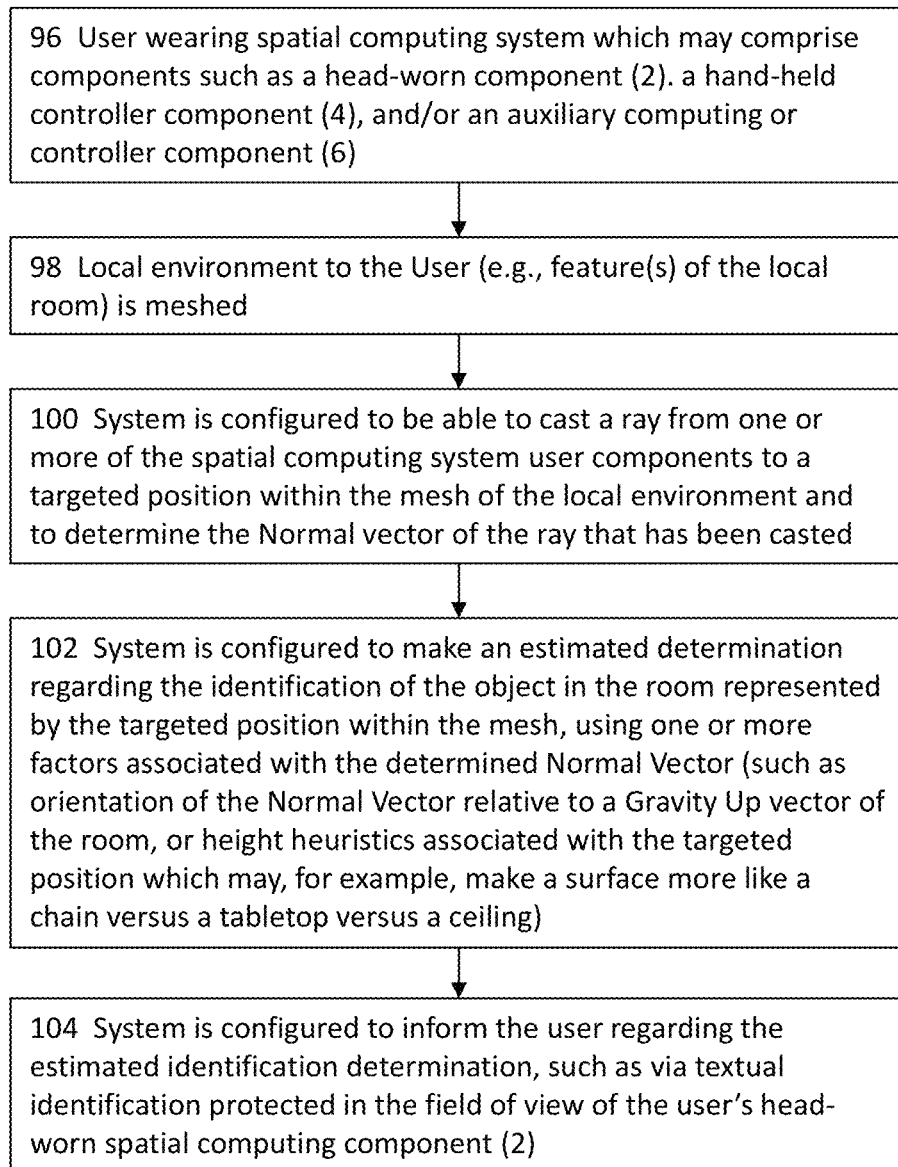 96 User wearing spatial computing system which may comprise
components such as a head-worn component (2). a hand-held
controller component (4), and/or an auxiliary computing or
controller component (6)
98 Local environment to the User (e.g., feature(s) of the local
room) is meshed
100 System is configured to be able to cast a ray from one or
more of the spatial computing system user components to a
targeted position within the mesh of the local environment and
to determine the Normal vector of the ray that has been casted
102 System is configured to make an estimated determination
regarding the identification of the object in the room represented
by the targeted position within the mesh, using one or more
factors associated with the determined Normal Vector (such as
orientation of the Normal Vector relative to a Gravity Up vector of
the room, or height heuristics associated with the targeted
position which may, for example, make a surface more like a
chain versus a tabletop versus a ceiling)
104 System is configured to inform the user regarding the
estimated identification determination, such as via textual
identification protected in the field of view of the user's head-
worn spatial computing component (2)